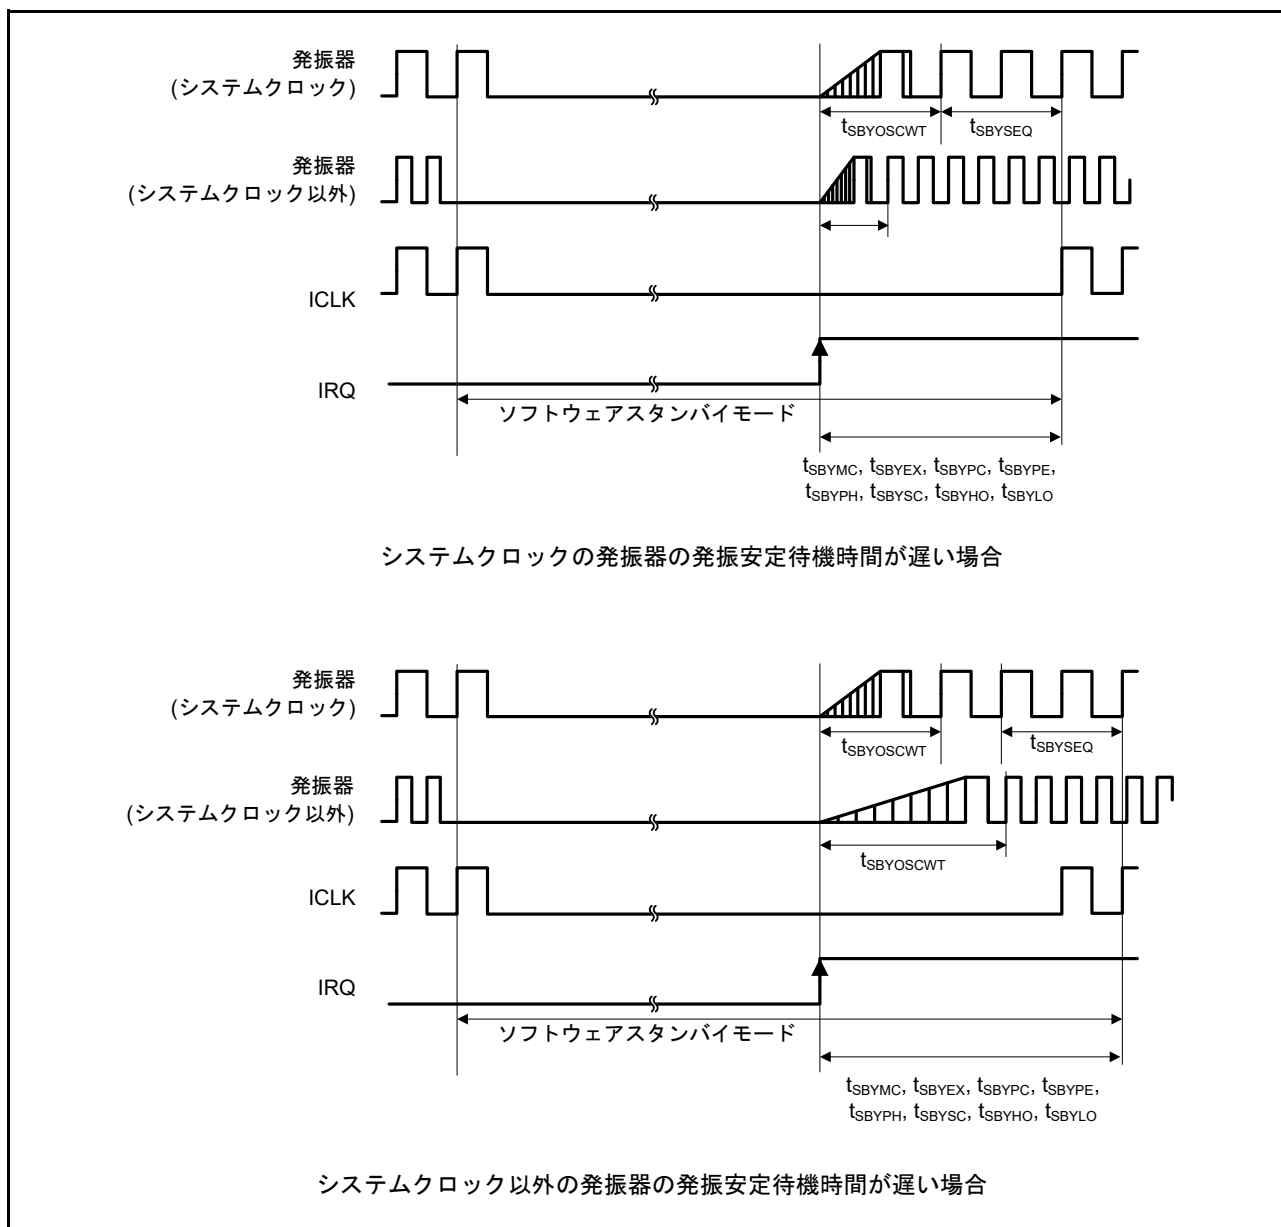 発振器
(システムクロック)
tSBYOSCWT
tSBYSEQ
発振器
(システムクロック以外)
ICLK
IRQ
ソフトウェアスタンバイモード
tSBYMC, tSBYEX, tSBYPC, tSBYPE,
tSBYPH, tSBYSC, tSBYHO, tSBYLO
システムクロックの発振器の発振安定待機時間が遅い場合
発振器
(システムクロック)
tSBYOSCWT
tSBYSEQ
発振器
(システムクロック以外)
tSBYOSCWT
ICLK
IRQ
ソフトウェアスタンバイモード
tSBYMC, tSBYEX, tSBYPC, tSBYPE,
tSBYPH, tSBYSC, tSBYHO, tSBYLO
システムクロック以外の発振器の発振安定待機時間が遅い場合